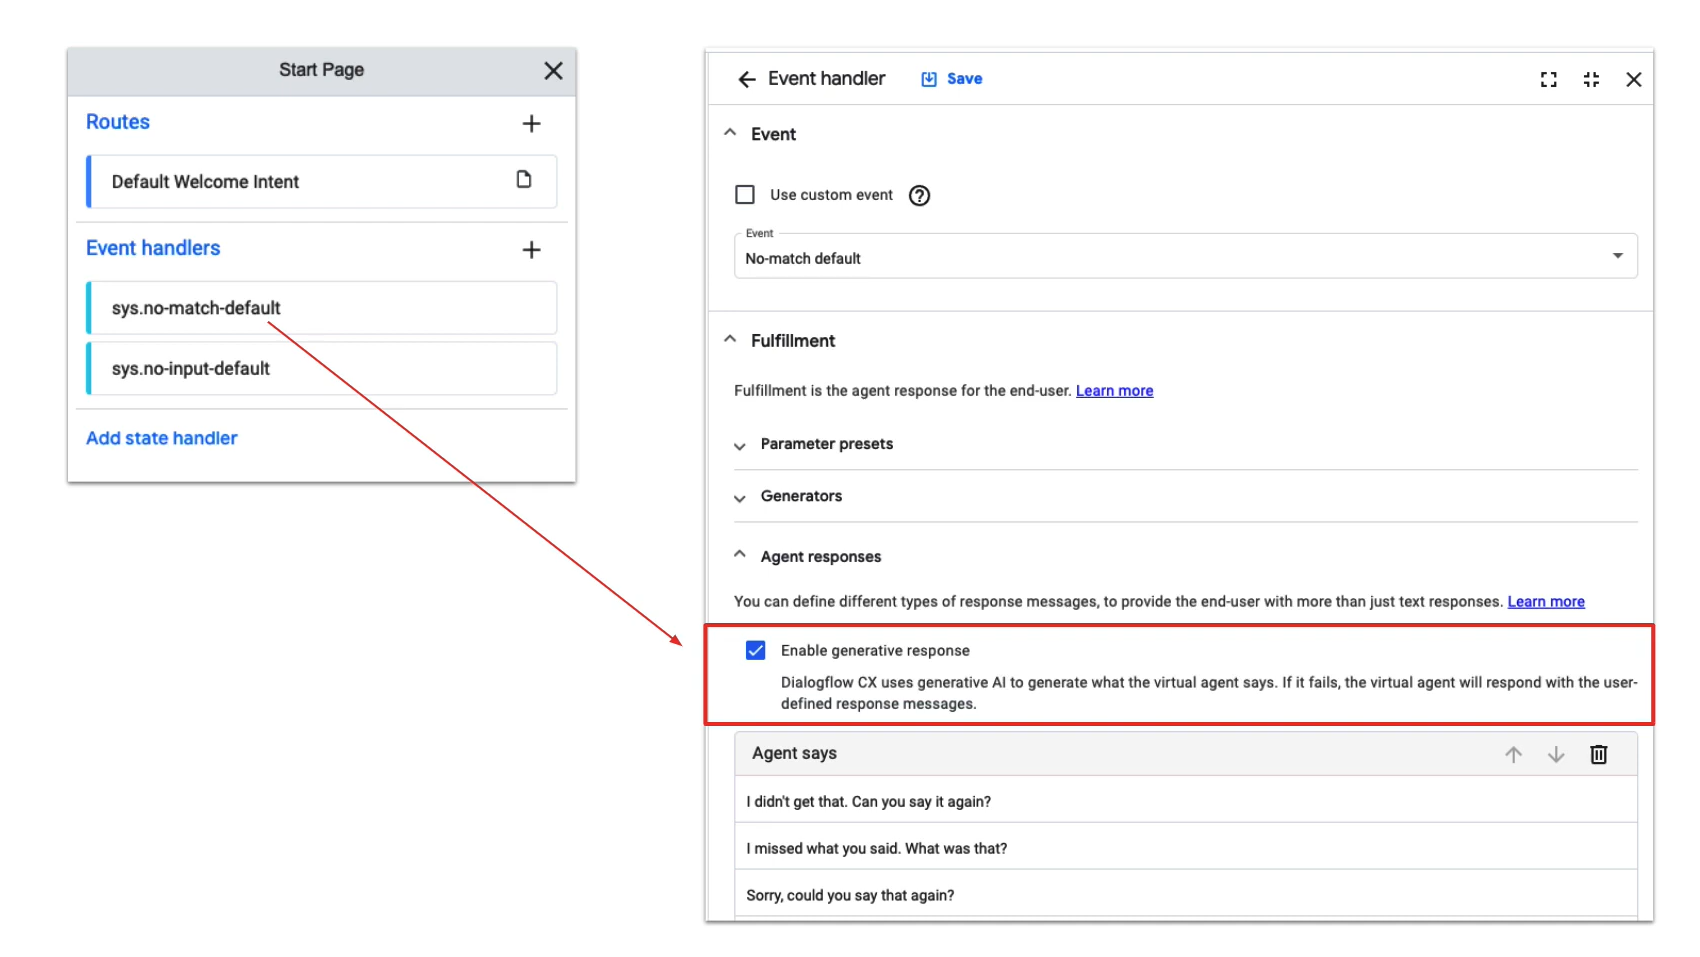 Start Page
Routes
Default Welcome Intent
Event handlers
sys.no-match-default
sys.no-input-default
Add state handler
Event handler
Save
Event
Use custom event
Event
No-match default
Fulfillment
Fulfillment is the agent response for the end-user. Learn more
Parameter presets
Generators
Agent responses
You can define different types of response messages, to provide the end-user with more than just text responses. Learn more
Enable generative response
Dialogflow CX uses generative AI to generate what the virtual agent says. If it fails, the virtual agent will respond with the user-
defined response messages.
Agent says
I didn't get that. Can you say it again?
I missed what you said. What was that?
Sorry, could you say that again?